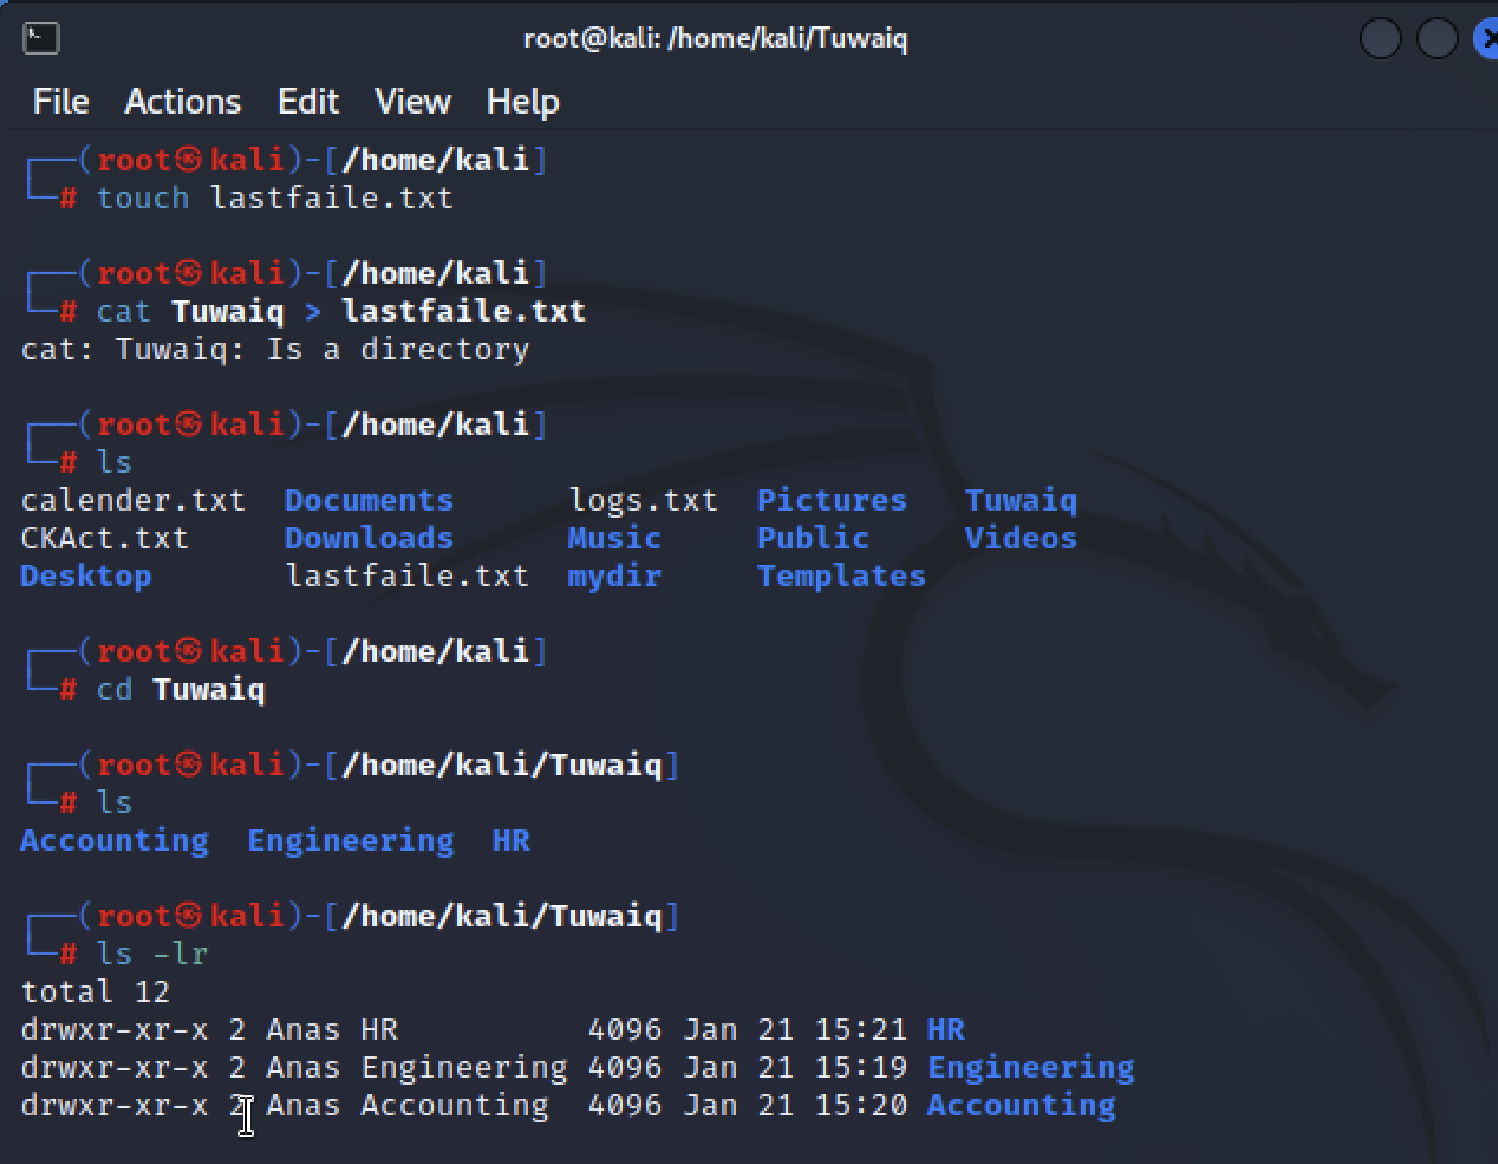 root@kali: /home/kali/Tuwaiq
File Actions Edit View Help
┌──(root㉿kali)-[/home/kali]
└─# touch lastfaile.txt
┌──(root㉿kali)-[/home/kali]
└─# cat Tuwaiq > lastfaile.txt
cat: Tuwaiq: Is a directory
┌──(root㉿kali)-[/home/kali]
└─# ls
calender.txt Documents logs.txt Pictures Tuwaiq
CKAct.txt Downloads Music Public Videos
Desktop lastfaile.txt mydir Templates
┌──(root㉿kali)-[/home/kali]
└─# cd Tuwaiq
┌──(root㉿kali)-[/home/kali/Tuwaiq]
└─# ls
Accounting Engineering HR
┌──(root㉿kali)-[/home/kali/Tuwaiq]
└─# ls -lr
total 12
drwxr-xr-x 2 Anas HR 4096 Jan 21 15:21 HR
drwxr-xr-x 2 Anas Engineering 4096 Jan 21 15:19 Engineering
drwxr-xr-x 2 Anas Accounting 4096 Jan 21 15:20 Accounting